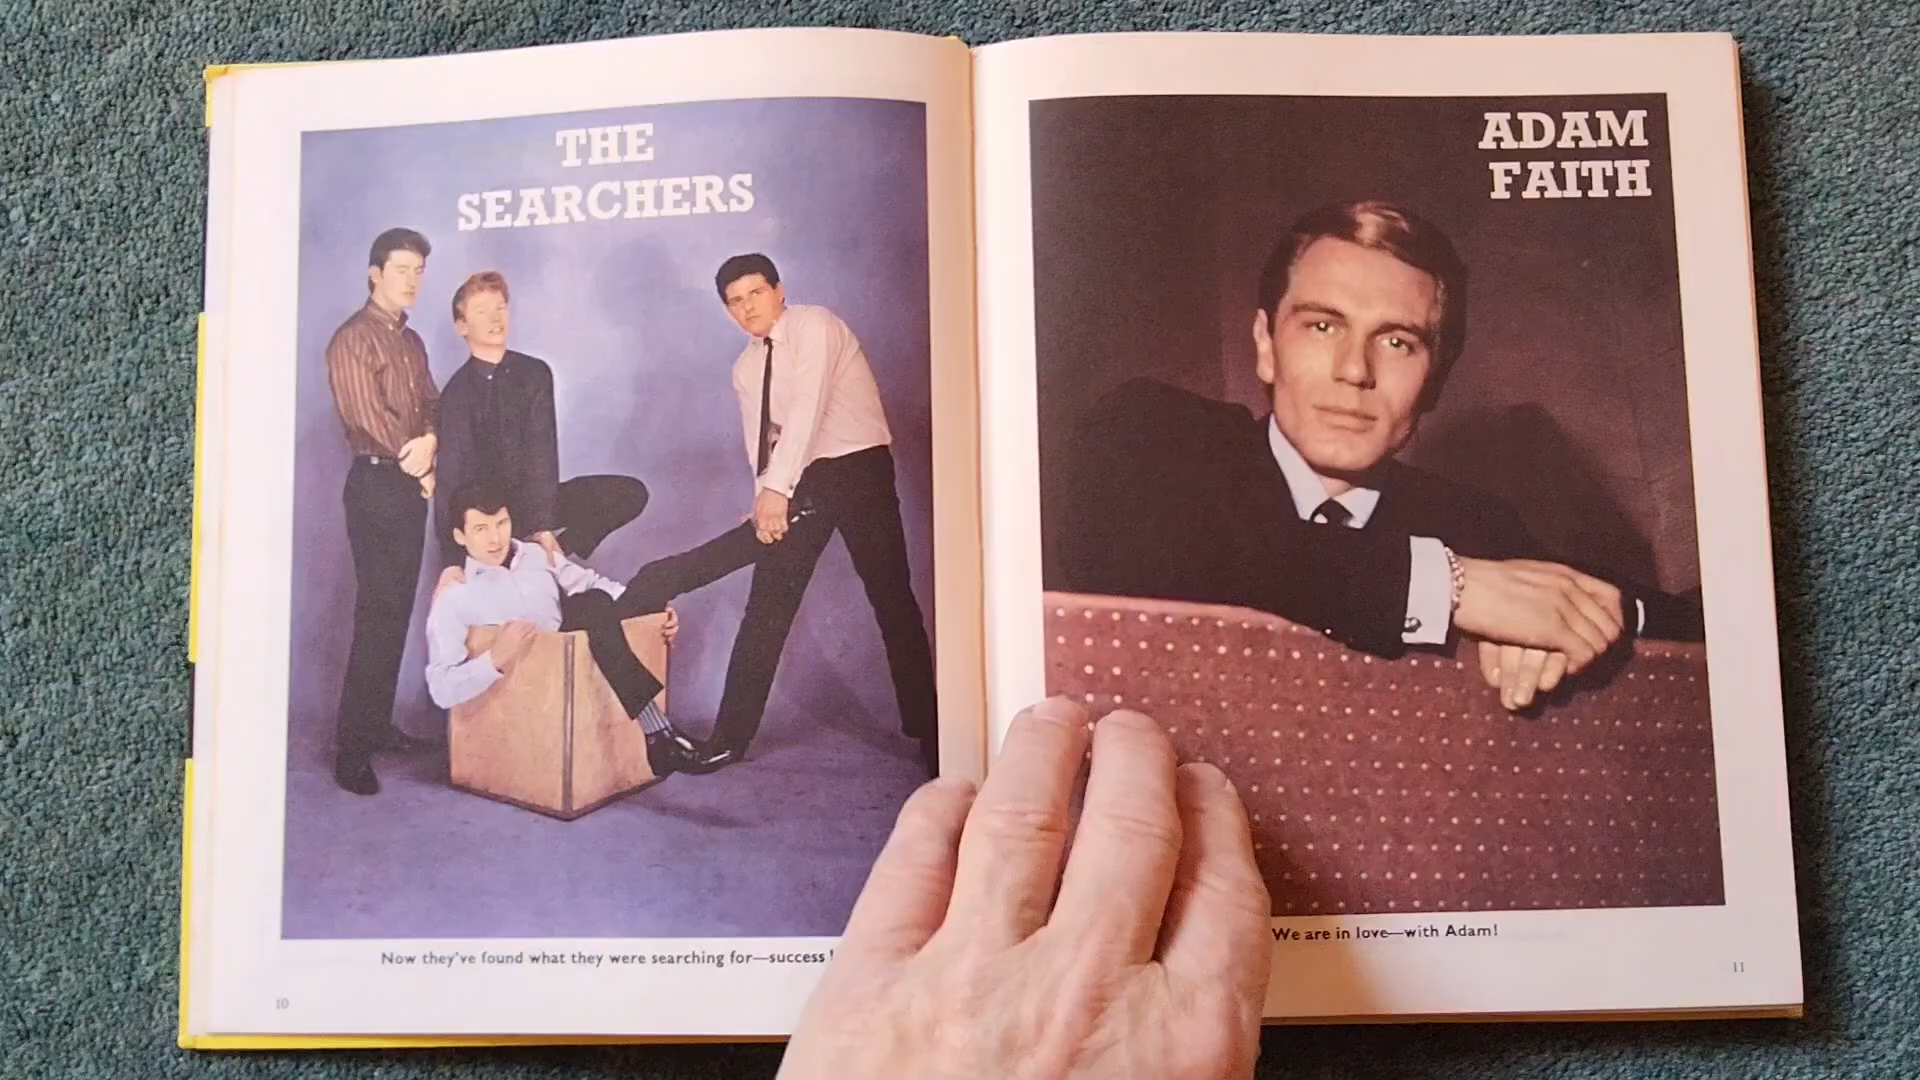 THE
SEARCHERS
Now they've found what they were searching for—success!
10
ADAM
FAITH
We are in love—with Adam!
11